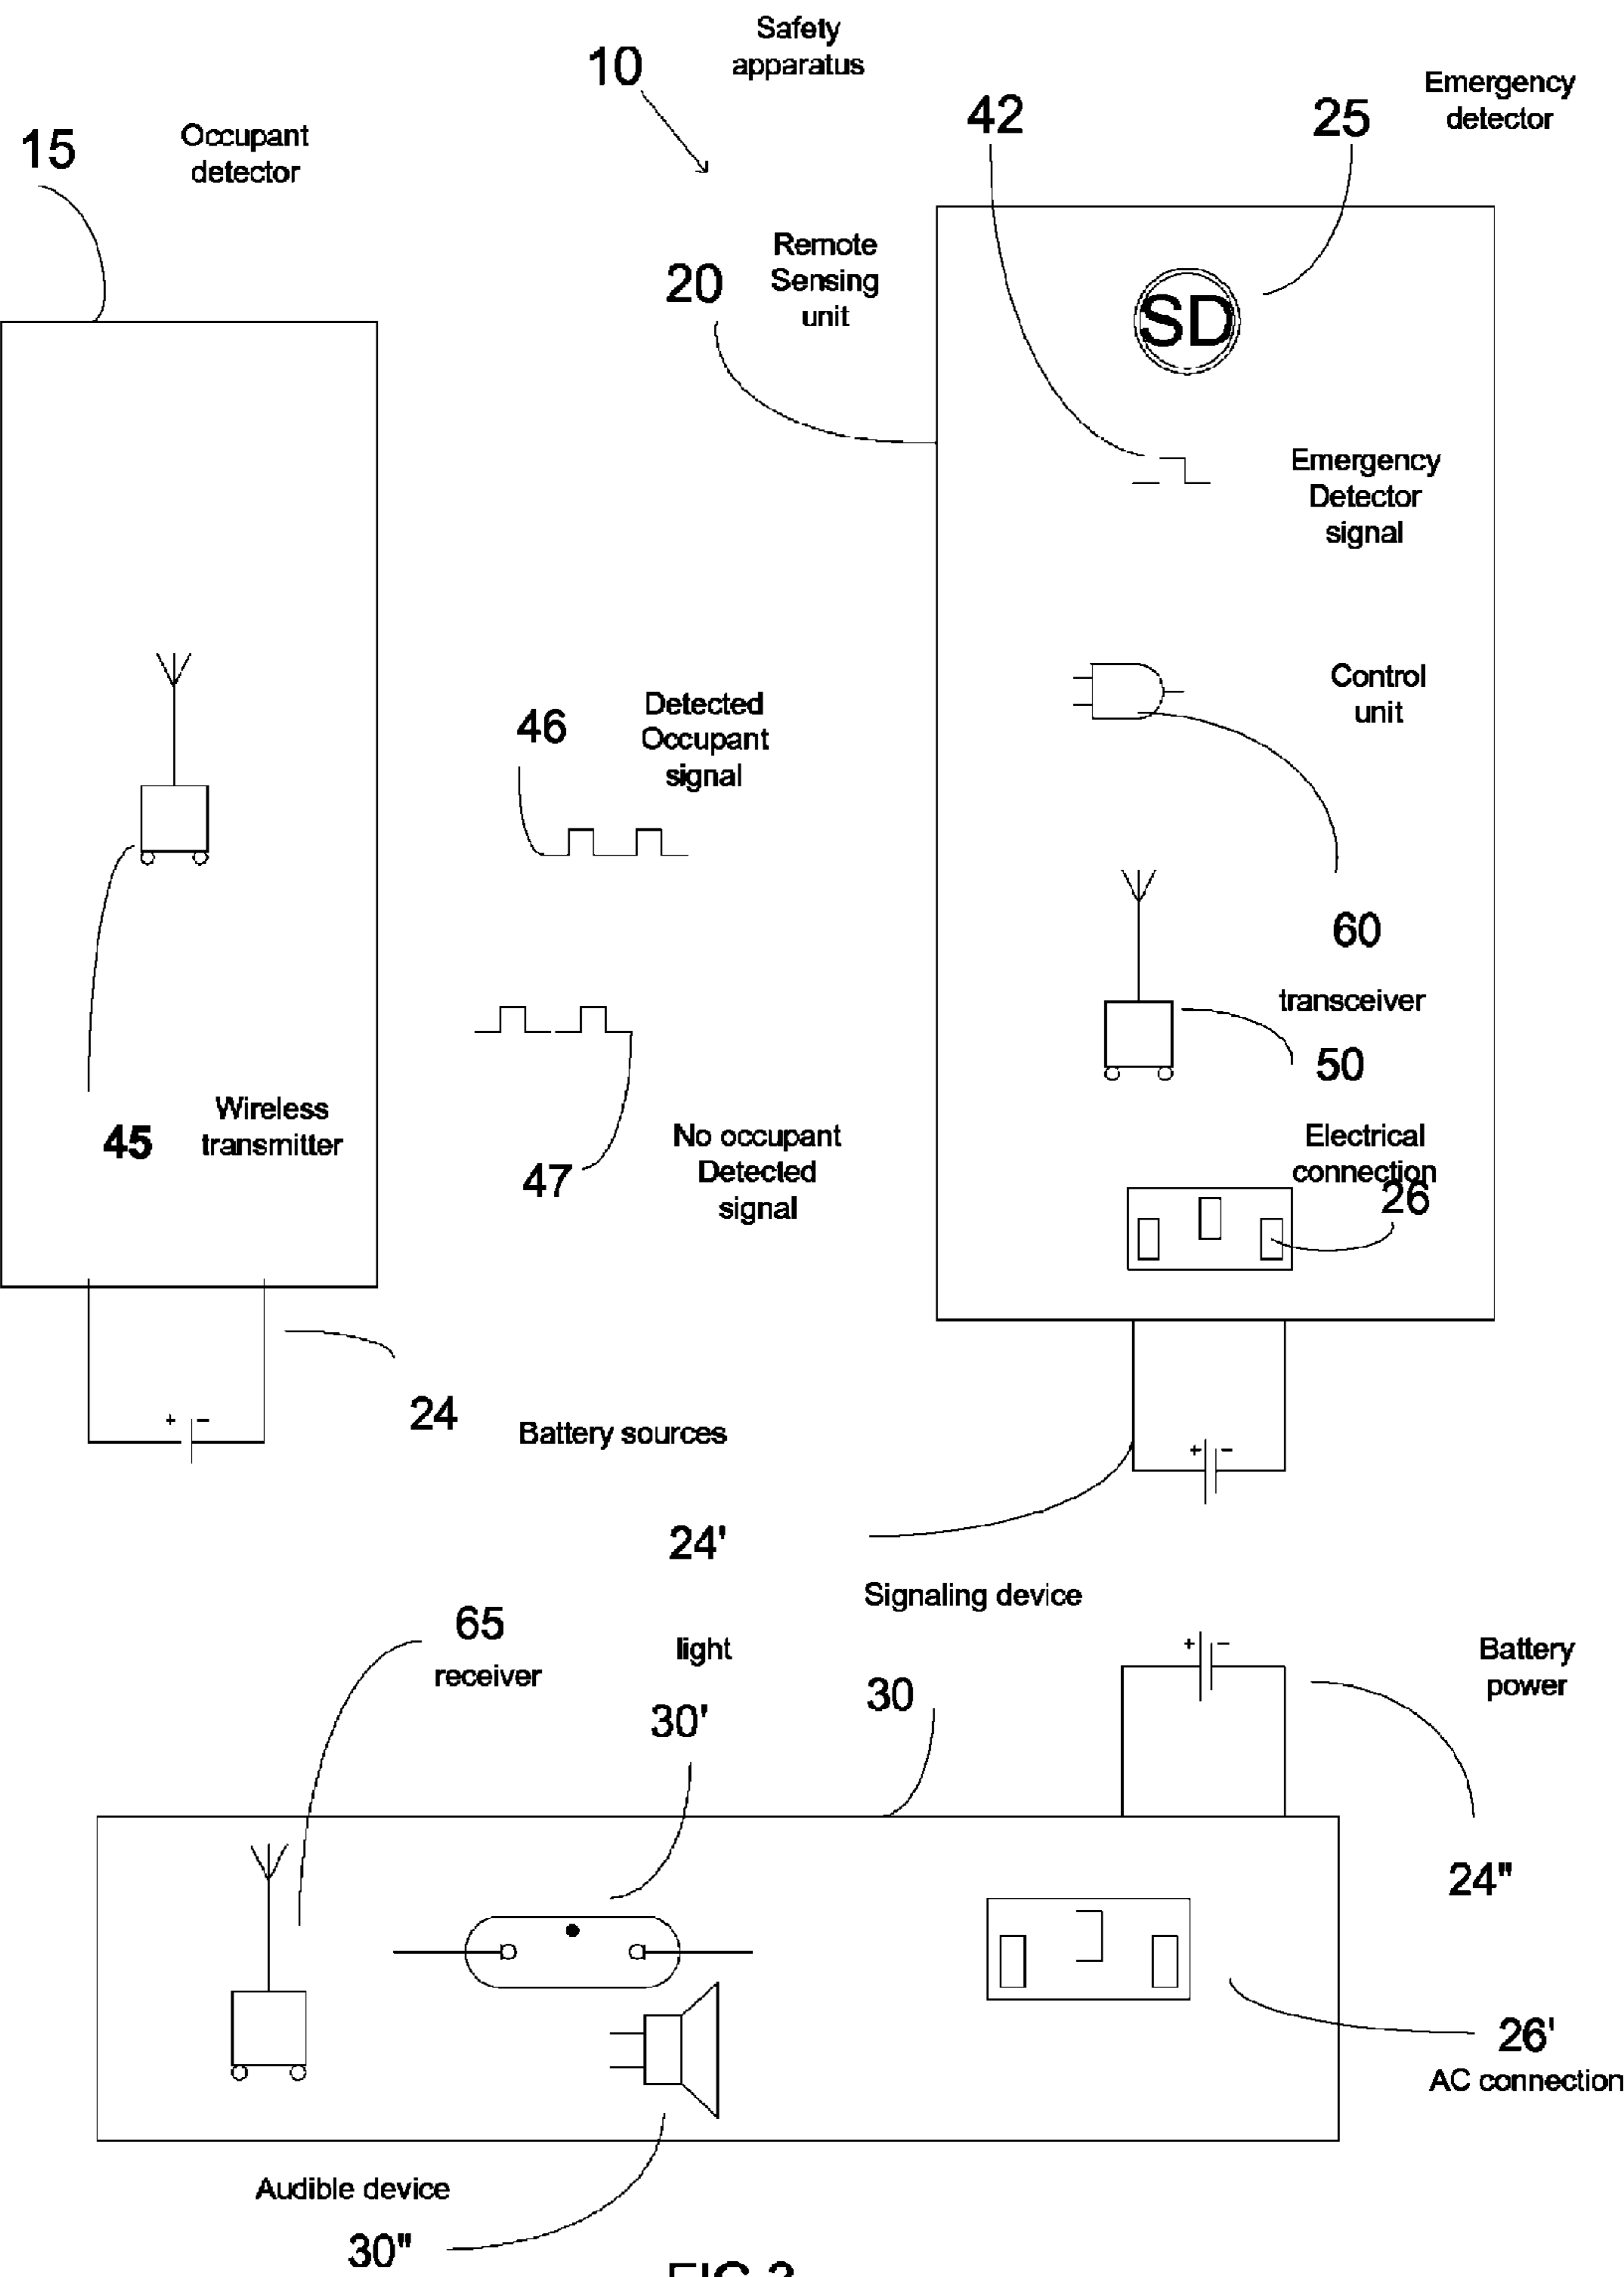 Safety
apparatus
10
Emergency
detector
42
25
15
Occupant
detector
Remote
Sensing
unit
20
SD
Emergency
Detector
signal
Control
unit
46
Detected
Occupant
signal
60
transceiver
50
45
Wireless
transmitter
47
No occupant
Detected
signal
Electrical
connection
26
24
+ −
Battery sources
+ −
24'
Signaling device
65
receiver
light
30'
30
+ −
Battery
power
24"
26'
AC connection
Audible device
30"
FIG 3